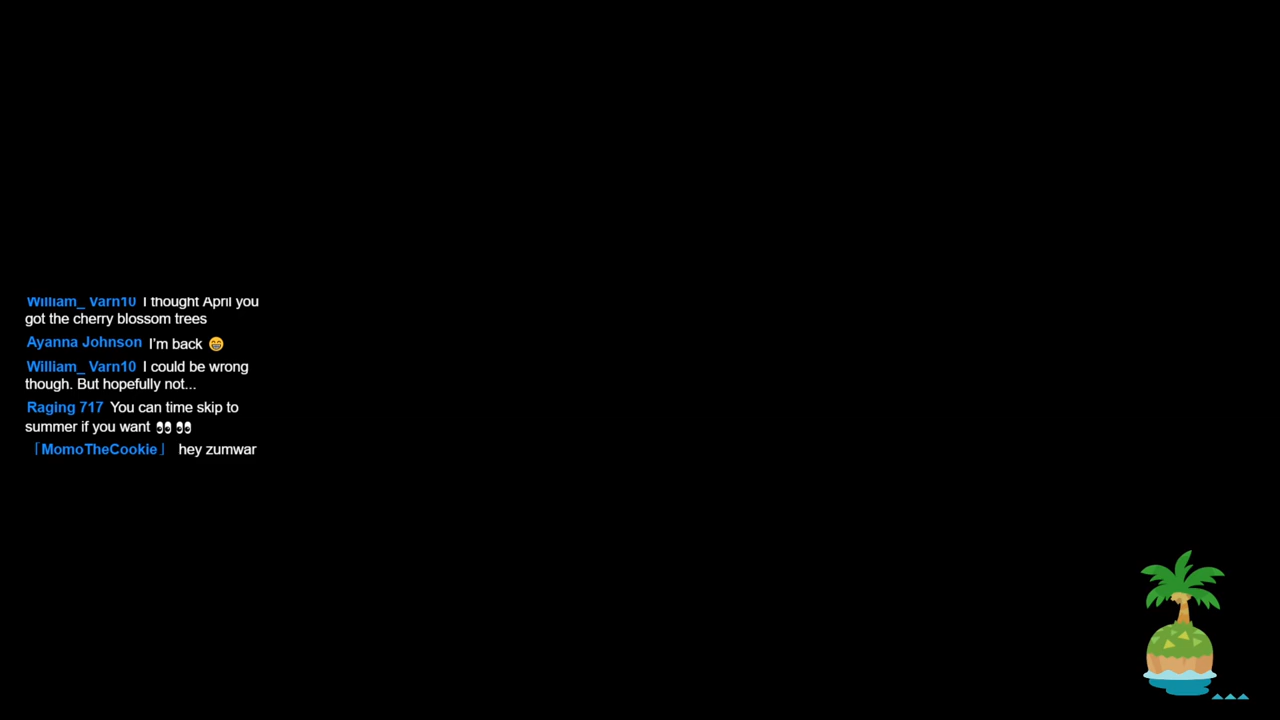 William_ Varn10 I thought April you
got the cherry blossom trees
Ayanna Johnson I'm back 😁
William_ Varn10 I could be wrong
though. But hopefully not...
Raging 717 You can time skip to
summer if you want 👀 👀
「MomoTheCookie」 hey zumwar